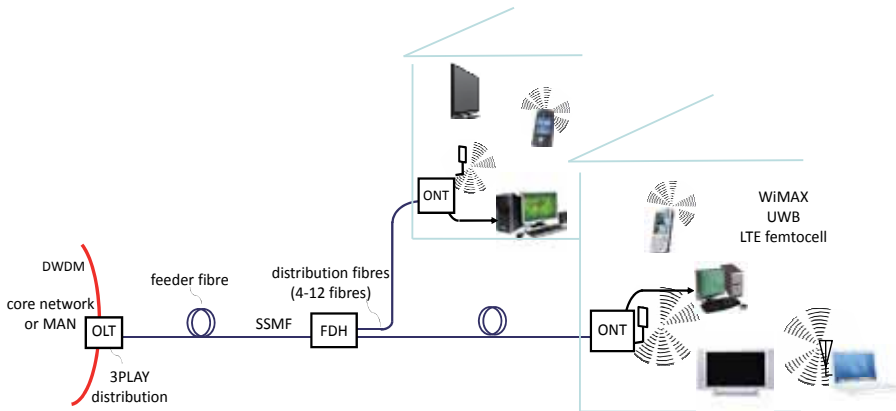 DWDM
core network
or MAN
OLT
3PLAY
distribution
feeder fibre
SSMF
FDH
distribution fibres
(4-12 fibres)
ONT
ONT
WiMAX
UWB
LTE femtocell